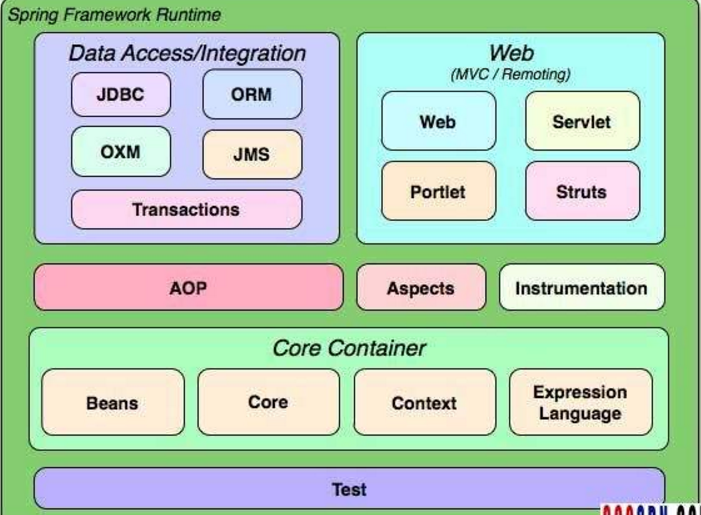 Spring Framework Runtime
Data Access/Integration
JDBC
ORM
OXM
JMS
Transactions
Web
(MVC / Remoting)
Web
Servlet
Portlet
Struts
AOP
Aspects
Instrumentation
Core Container
Beans
Core
Context
Expression
Language
Test